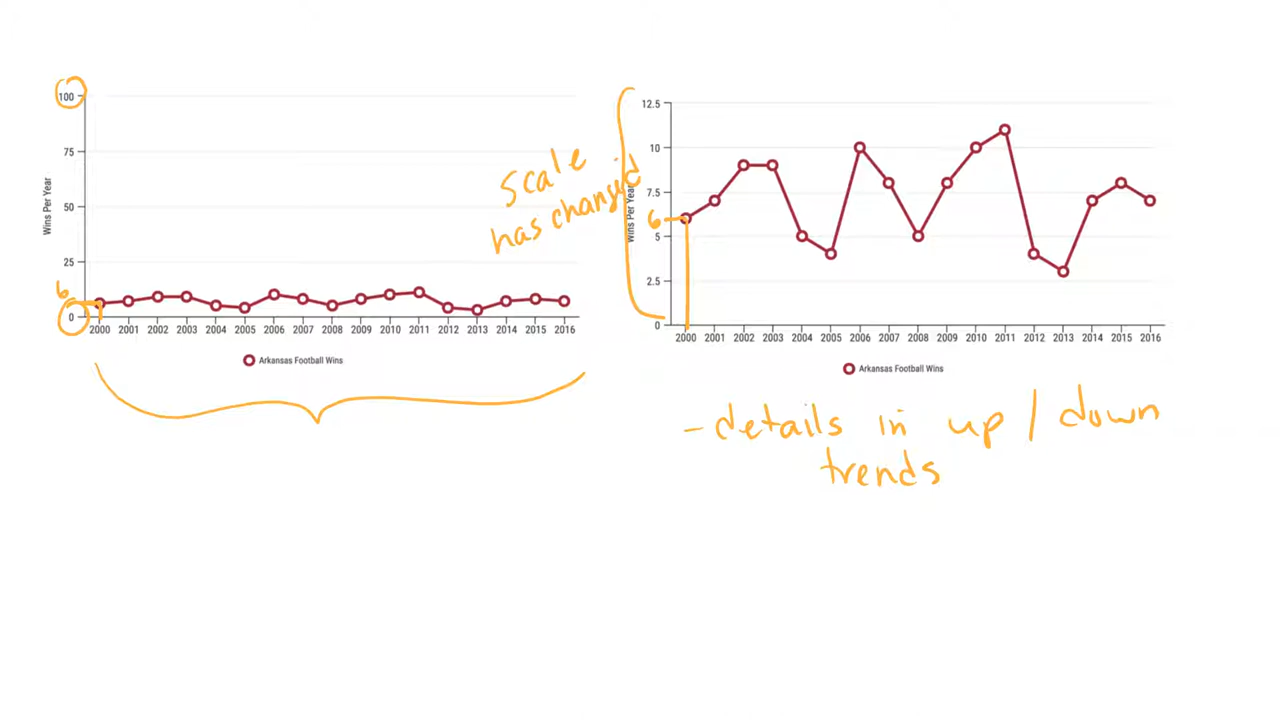 100
75
50
25
6
0
Wins Per Year
2000 2001 2002 2003 2004 2005 2006 2007 2008 2009 2010 2011 2012 2013 2014 2015 2016
Arkansas Football Wins
Scale
has changed
12.5
10
7.5
6
5
2.5
0
Wins Per Year
2000 2001 2002 2003 2004 2005 2006 2007 2008 2009 2010 2011 2012 2013 2014 2015 2016
Arkansas Football Wins
- details in up / down
trends